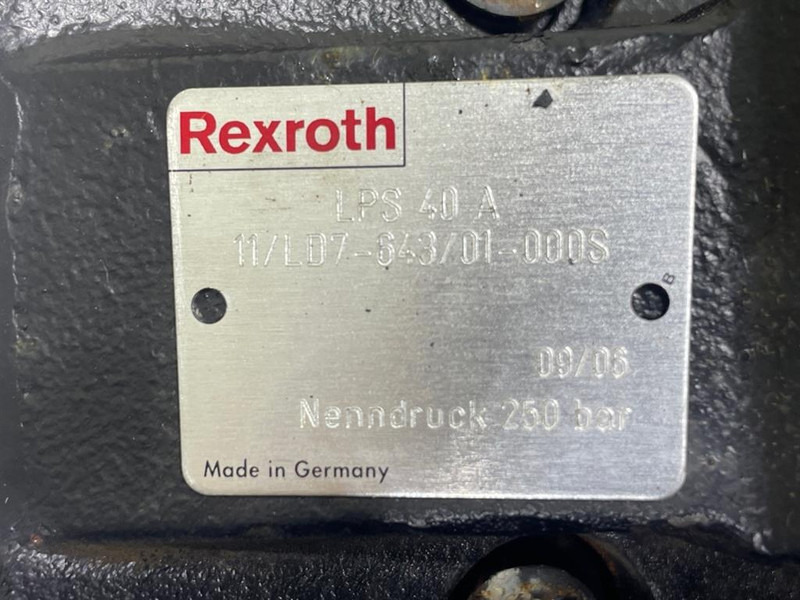 Rexroth
LPS 40 A
11/LD7-643/01-000S
B
09/06
Nenndruck 250 bar
Made in Germany